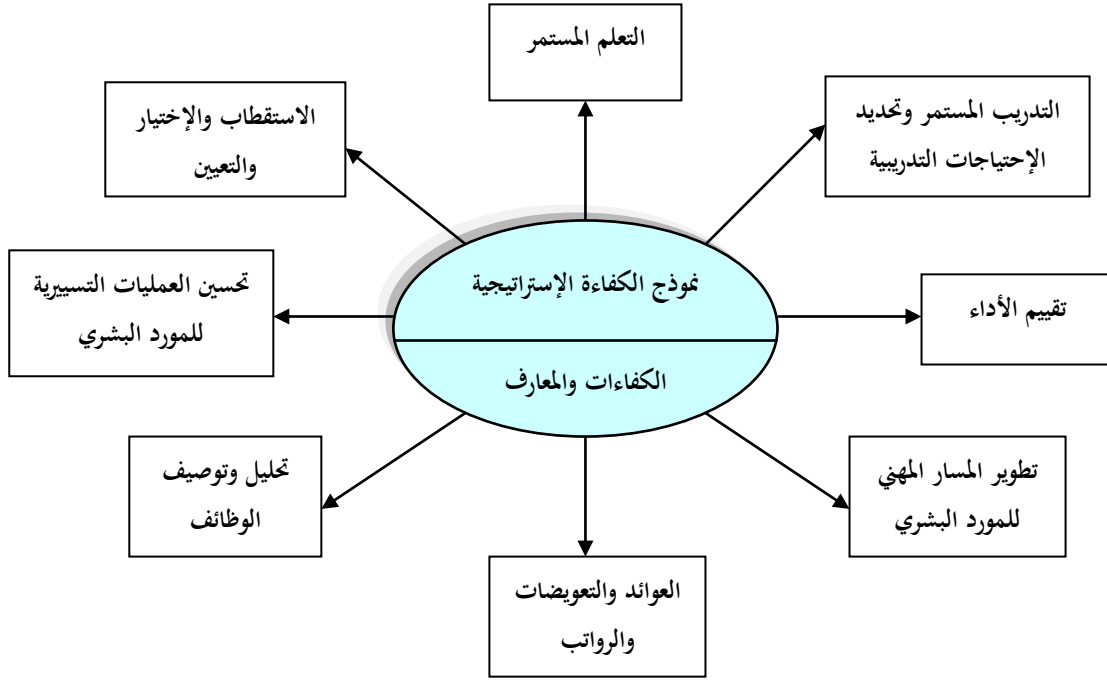 التعلم المستمر
التدريب المستمر وتحديد
الإحتياجات التدريبية
الاستقطاب والإختيار
والتعيين
نموذج الكفاءة الإستراتيجية
الكفاءات والمعارف
تحسين العمليات التسييرية
للمورد البشري
تقييم الأداء
تحليل وتوصيف
الوظائف
تطوير المسار المهني
للمورد البشري
العوائد والتعويضات
والرواتب